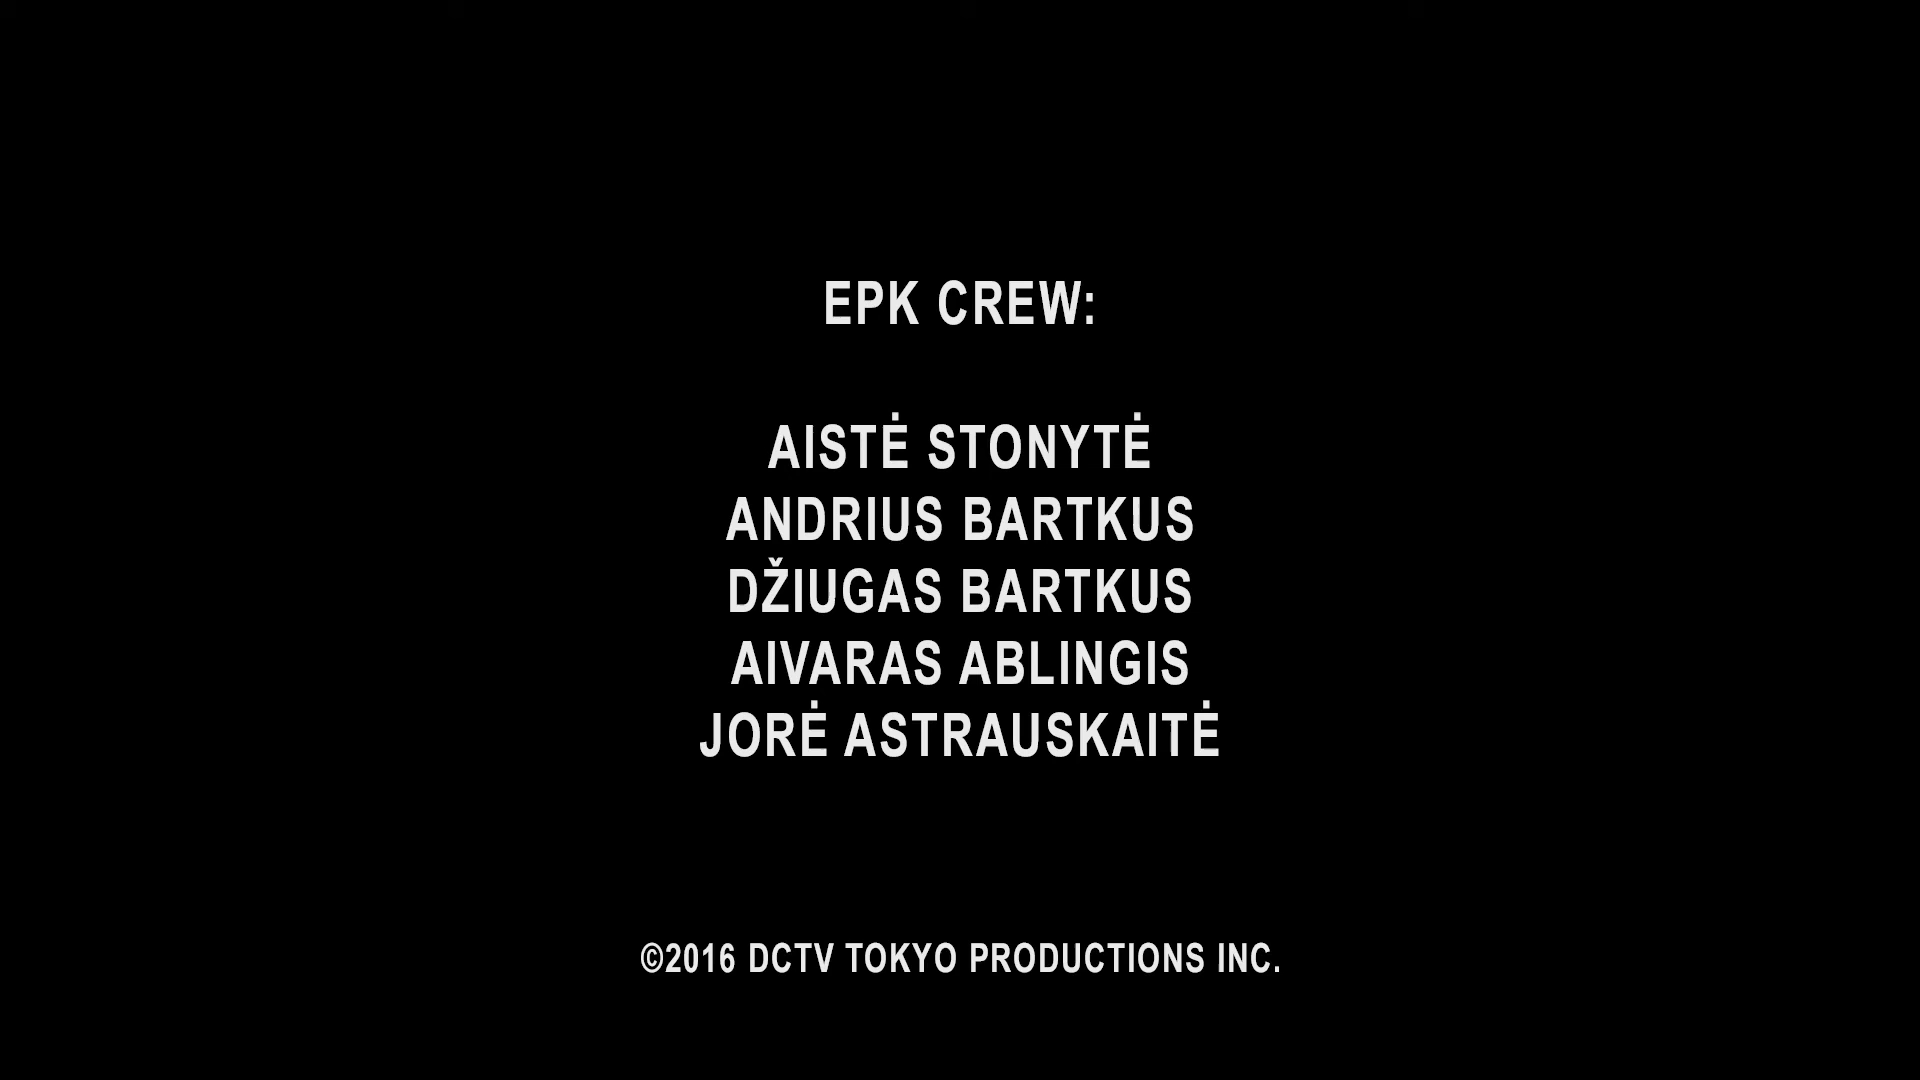 EPK CREW:
AISTĖ STONYTĖ
ANDRIUS BARTKUS
DŽIUGAS BARTKUS
AIVARAS ABLINGIS
JORĖ ASTRAUSKAITĖ
©2016 DCTV TOKYO PRODUCTIONS INC.